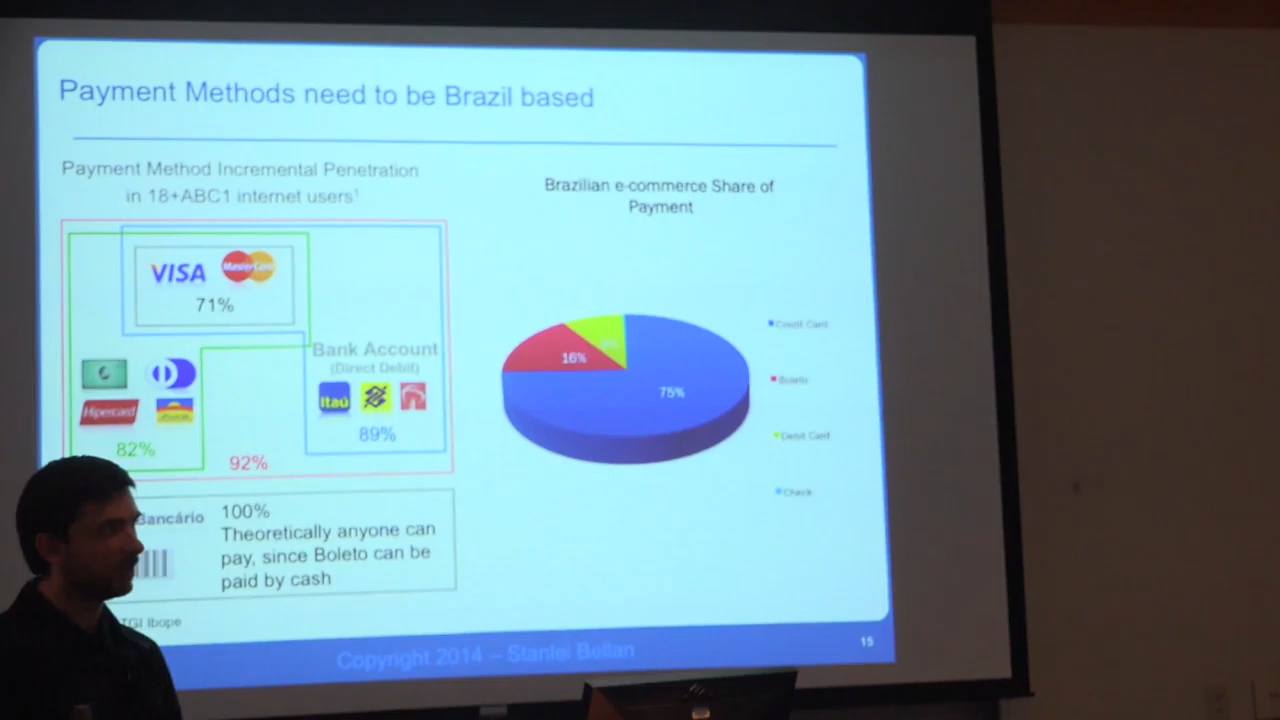 Payment Methods need to be Brazil based
Payment Method Incremental Penetration
in 18+ABC1 internet users¹
VISA MasterCard
71%
Bank Account
(Direct Debit)
Hipercard
Itaú
82%
89%
92%
Bancário
100%
Theoretically anyone can
pay, since Boleto can be
paid by cash
TGI Ibope
Brazilian e-commerce Share of
Payment
16%
75%
Credit Card
Boleto
Debit Card
Check
Copyright 2014 – Stanlei Bellan
15